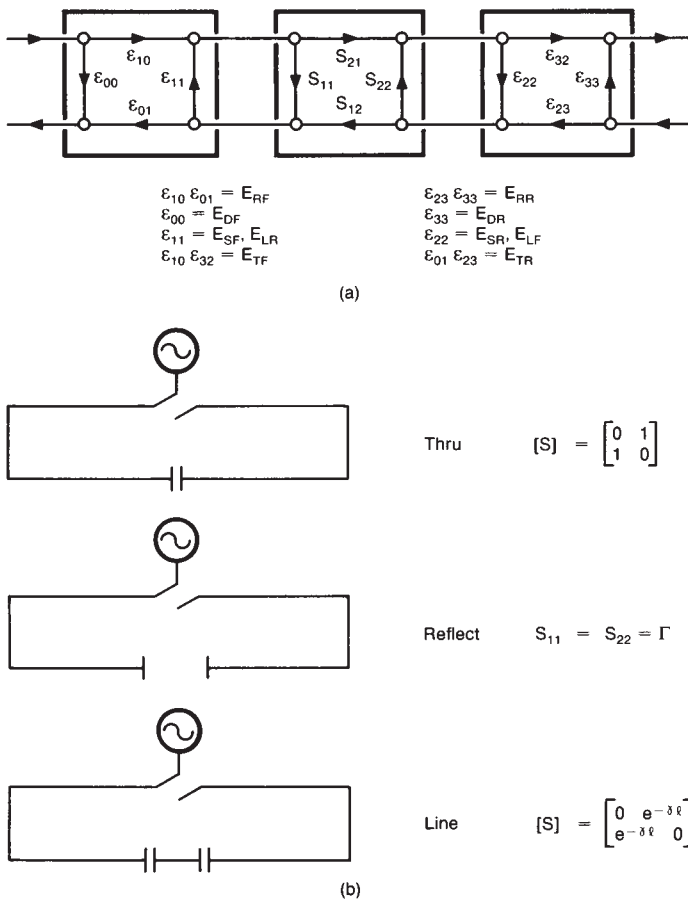 ε10 ε11 ε00 ε01
S21 S11 S22 S12
ε32 ε22 ε33 ε23
ε10 ε01 = ERF
ε00 = EDF
ε11 = ESF, ELR
ε10 ε32 = ETF
ε23 ε33 = ERR
ε33 = EDR
ε22 = ESR, ELF
ε01 ε23 = ETR
(a)
Thru [S] = [0 1
1 0]
Reflect S11 = S22 = Γ
Line [S] = [0 e^-γℓ
e^-γℓ 0]
(b)